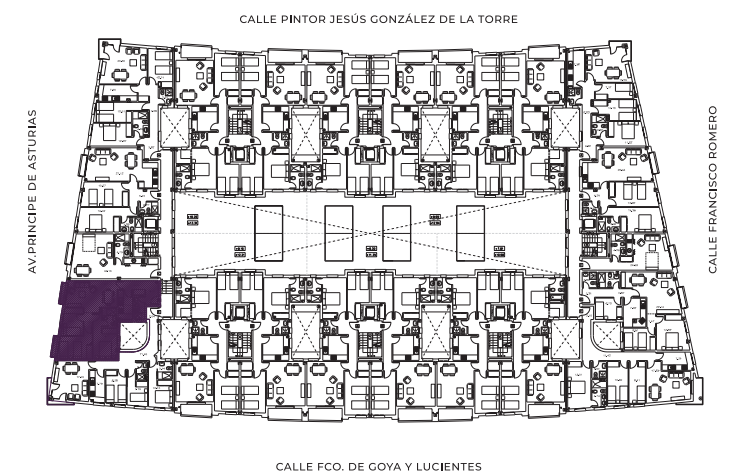 CALLE PINTOR JESÚS GONZÁLEZ DE LA TORRE
AV.PRINCIPE DE ASTURIAS
CALLE FRANCISCO ROMERO
CALLE FCO. DE GOYA Y LUCIENTES